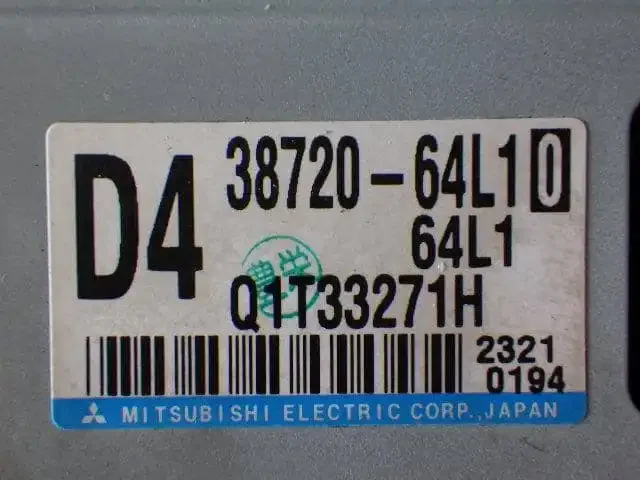 D4
38720-64L10
64L1
Q1T33271H
2321
0194
MITSUBISHI ELECTRIC CORP.,JAPAN